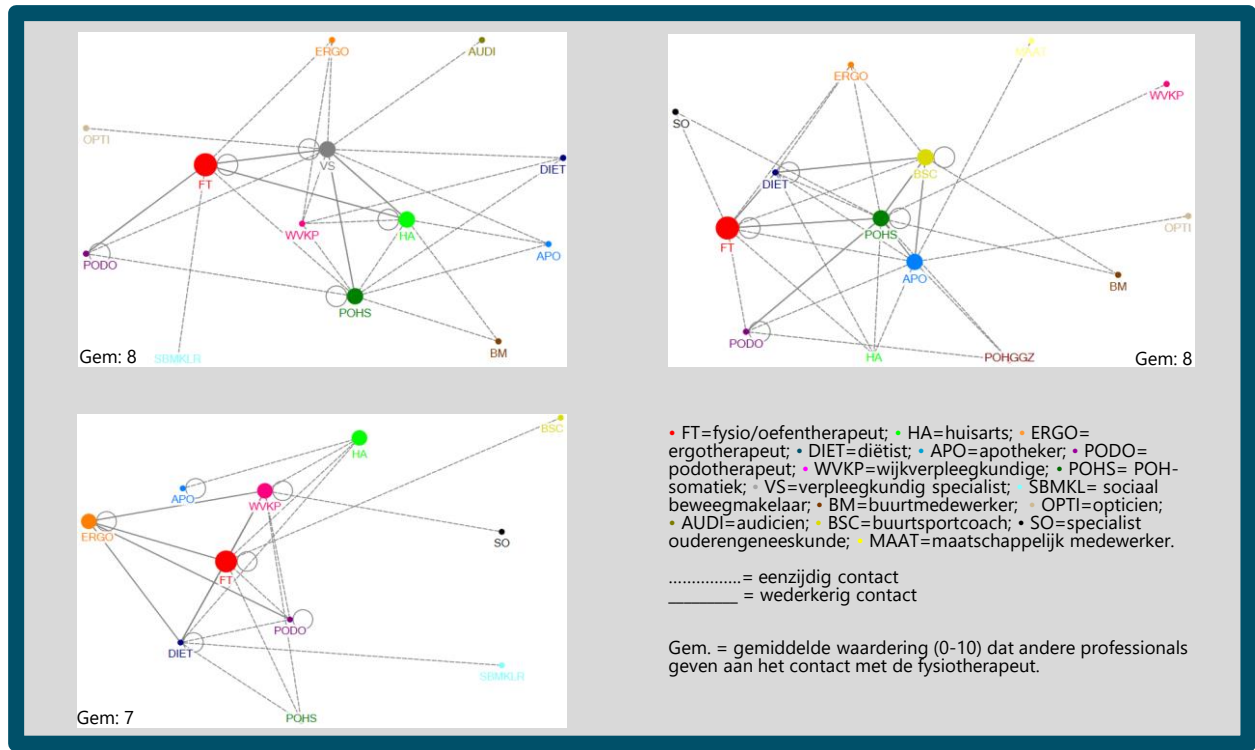 ERGO
AUDI
OPTI
VS
DIET
FT
WVKP
HA
PODO
APO
POHS
BM
SBMKLR
Gem: 8
MAAT
ERGO
WVKP
SO
BSC
DIET
OPTI
POHS
FT
APO
BM
PODO
HA
POHGGZ
Gem: 8
BSC
HA
APO
WVKP
ERGO
SO
FT
PODO
DIET
SBMKLR
POHS
Gem: 7
• FT=fysio/oefentherapeut; • HA=huisarts; • ERGO=
ergotherapeut; • DIET=diëtist; • APO=apotheker; • PODO=
podotherapeut; • WVKP=wijkverpleegkundige; • POHS= POH-
somatiek; • VS=verpleegkundig specialist; • SBMKL= sociaal
beweegmakelaar; • BM=buurtmedewerker; • OPTI=opticien;
• AUDI=audicien; • BSC=buurtsportcoach; • SO=specialist
ouderengeneeskunde; • MAAT=maatschappelijk medewerker.
...............= eenzijdig contact
_________ = wederkerig contact
Gem. = gemiddelde waardering (0-10) dat andere professionals
geven aan het contact met de fysiotherapeut.